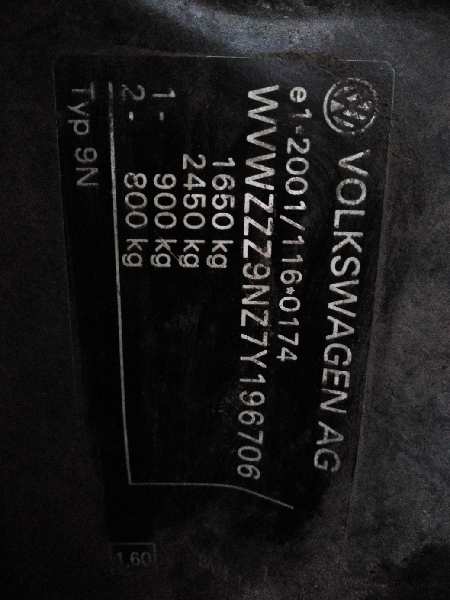 VOLKSWAGEN AG
e1*2001/116*0174
WVWZZZ9NZ7Y196706
1650 kg
2450 kg
1- 900 kg
2- 800 kg
Typ 9N
1,60